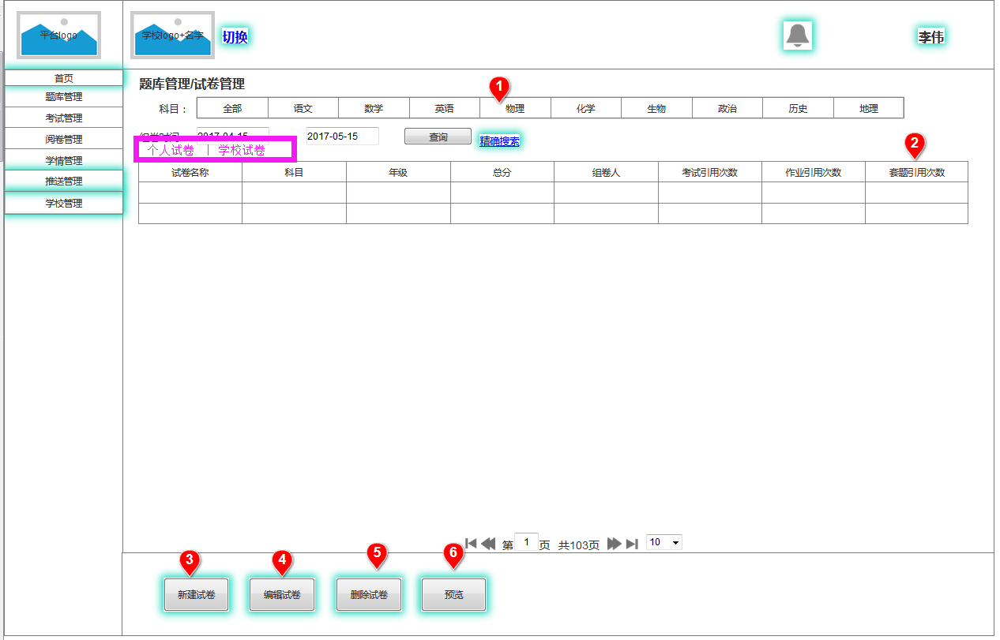 平台logo
学校logo+名字
切换
李伟
首页
题库管理
考试管理
阅卷管理
学情管理
推送管理
学校管理
题库管理/试卷管理
1
科目： 全部 语文 数学 英语 物理 化学 生物 政治 历史 地理
组卷时间 2017-04-15 2017-05-15 查询 精确搜索
个人试卷 | 学校试卷
2
试卷名称 科目 年级 总分 组卷人 考试引用次数 作业引用次数 套题引用次数
第 1 页 共103页 10
3 4 5 6
新建试卷 编辑试卷 删除试卷 预览